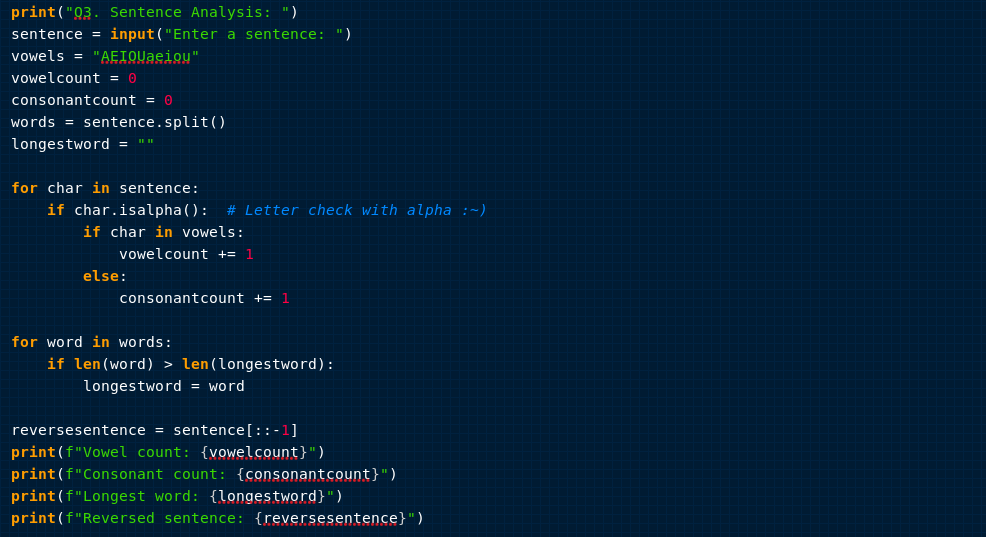 print("Q3. Sentence Analysis: ")
sentence = input("Enter a sentence: ")
vowels = "AEIOUaeiou"
vowelcount = 0
consonantcount = 0
words = sentence.split()
longestword = ""

for char in sentence:
    if char.isalpha():  # Letter check with alpha :~)
        if char in vowels:
            vowelcount += 1
        else:
            consonantcount += 1

for word in words:
    if len(word) > len(longestword):
        longestword = word

reversesentence = sentence[::-1]
print(f"Vowel count: {vowelcount}")
print(f"Consonant count: {consonantcount}")
print(f"Longest word: {longestword}")
print(f"Reversed sentence: {reversesentence}")